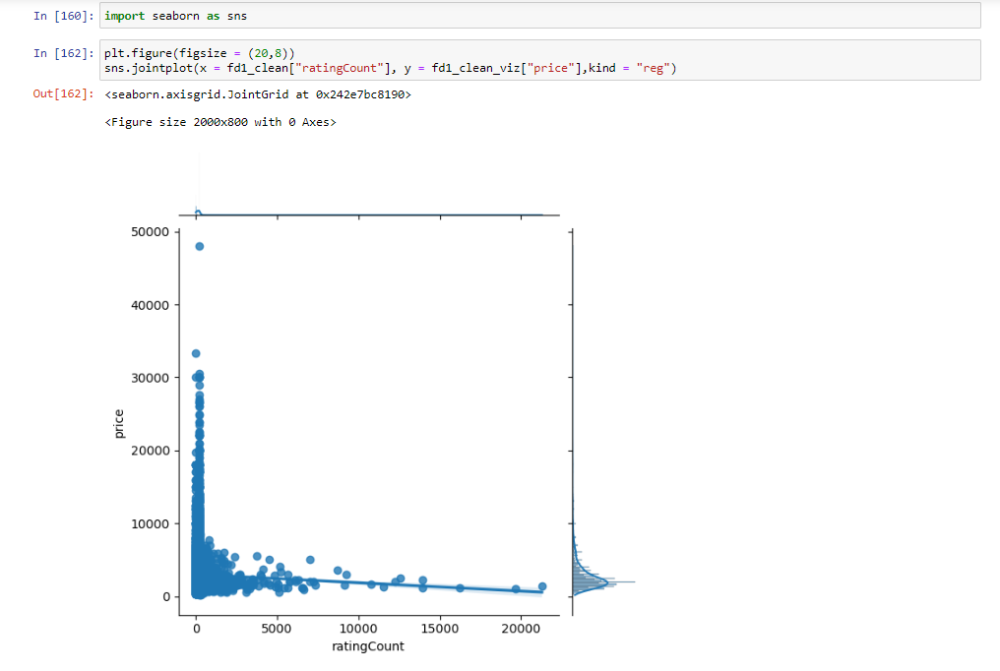 In [160]: import seaborn as sns
In [162]: plt.figure(figsize = (20,8))
sns.jointplot(x = fd1_clean["ratingCount"], y = fd1_clean_viz["price"],kind = "reg")
Out[162]: <seaborn.axisgrid.JointGrid at 0x242e7bc8190>
<Figure size 2000x800 with 0 Axes>
50000
40000
30000
20000
10000
0
price
0 5000 10000 15000 20000
ratingCount